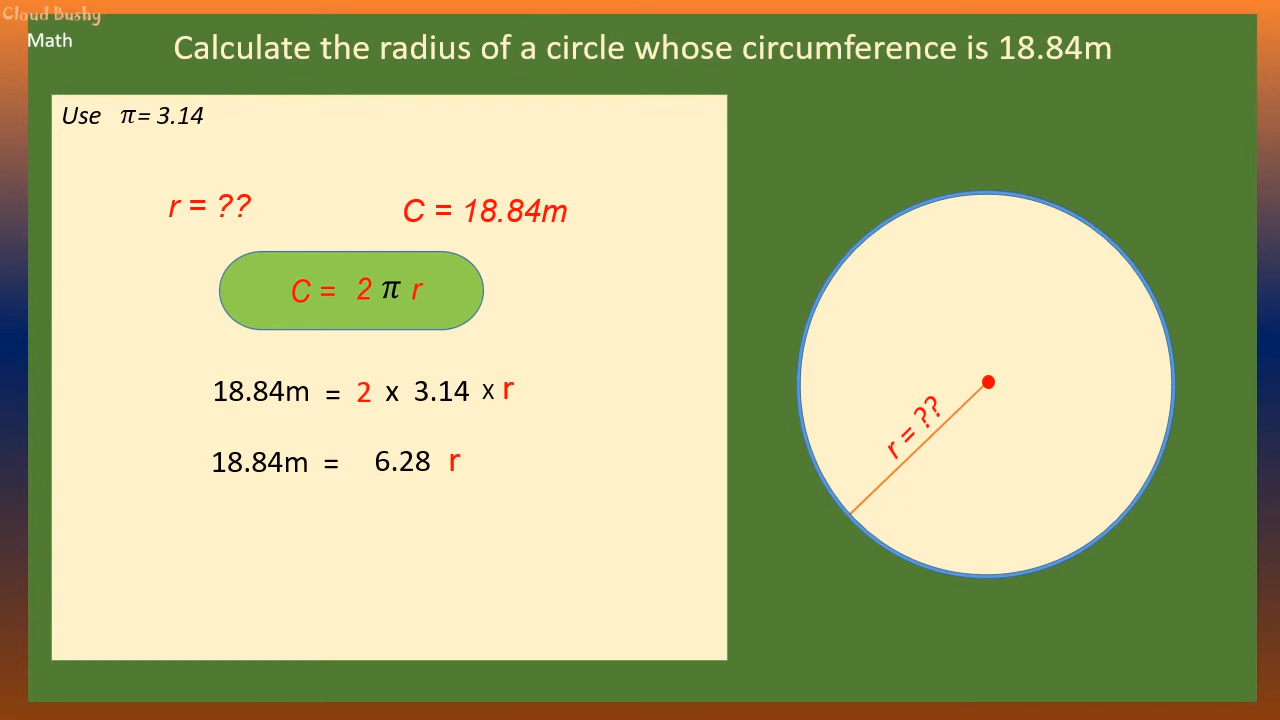 Cloud Bushy
Math
Calculate the radius of a circle whose circumference is 18.84m
Use π = 3.14
r = ??
C = 18.84m
C = 2 π r
18.84m = 2 x 3.14 x r
18.84m = 6.28 r
r = ??